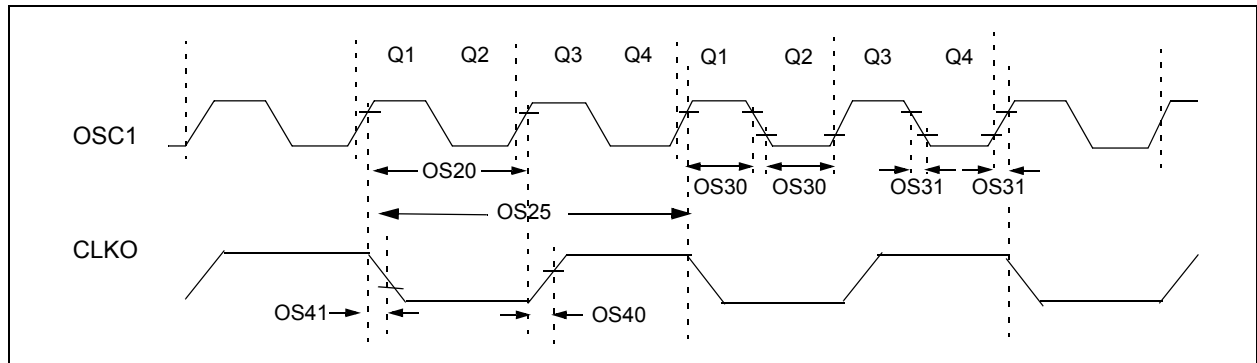 Q1 Q2 Q3 Q4 Q1 Q2 Q3 Q4
OSC1
OS20
OS30 OS30 OS31 OS31
OS25
CLKO
OS41 OS40